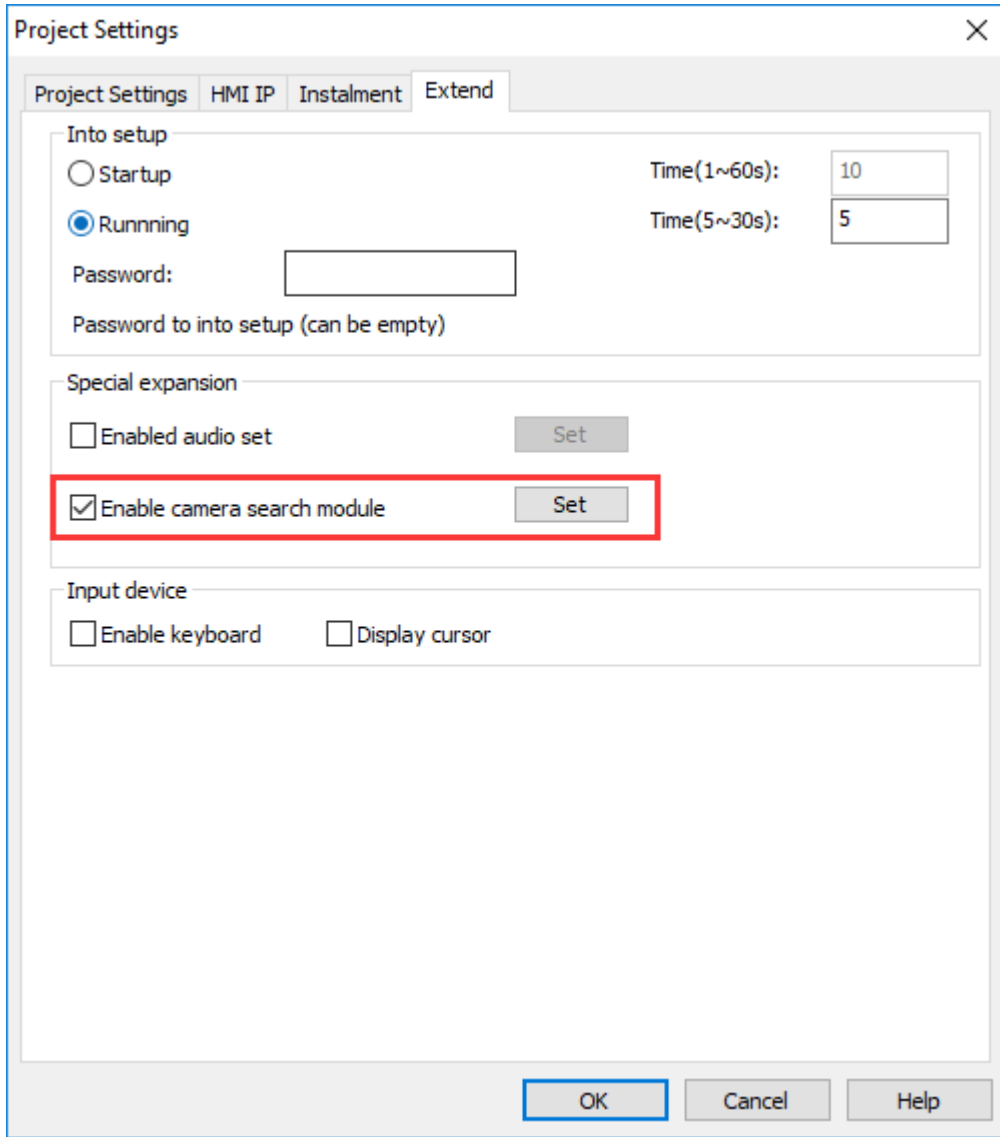 Project Settings
Project Settings HMI IP Instalment Extend
Into setup
Startup Time(1~60s): 10
Runnning Time(5~30s): 5
Password:
Password to into setup (can be empty)
Special expansion
Enabled audio set Set
Enable camera search module Set
Input device
Enable keyboard Display cursor
OK Cancel Help